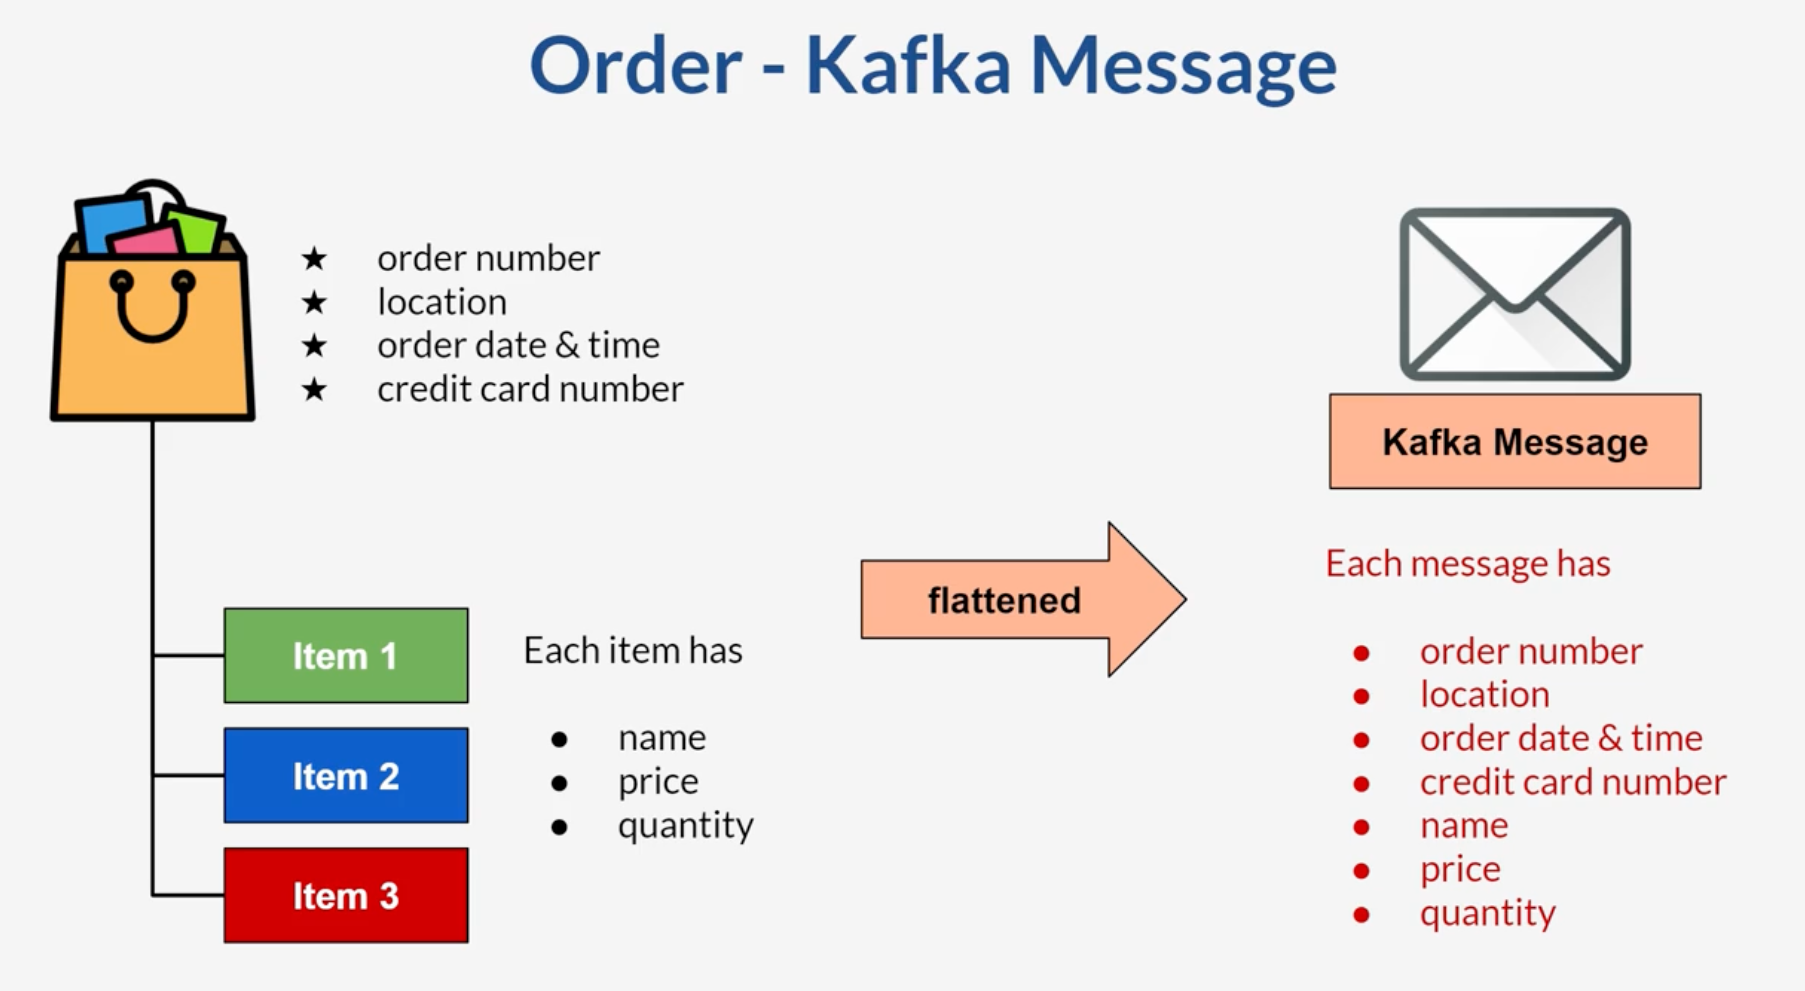 Order - Kafka Message
★ order number
★ location
★ order date & time
★ credit card number
Item 1
Item 2
Item 3
Each item has
● name
● price
● quantity
flattened
Kafka Message
Each message has
● order number
● location
● order date & time
● credit card number
● name
● price
● quantity